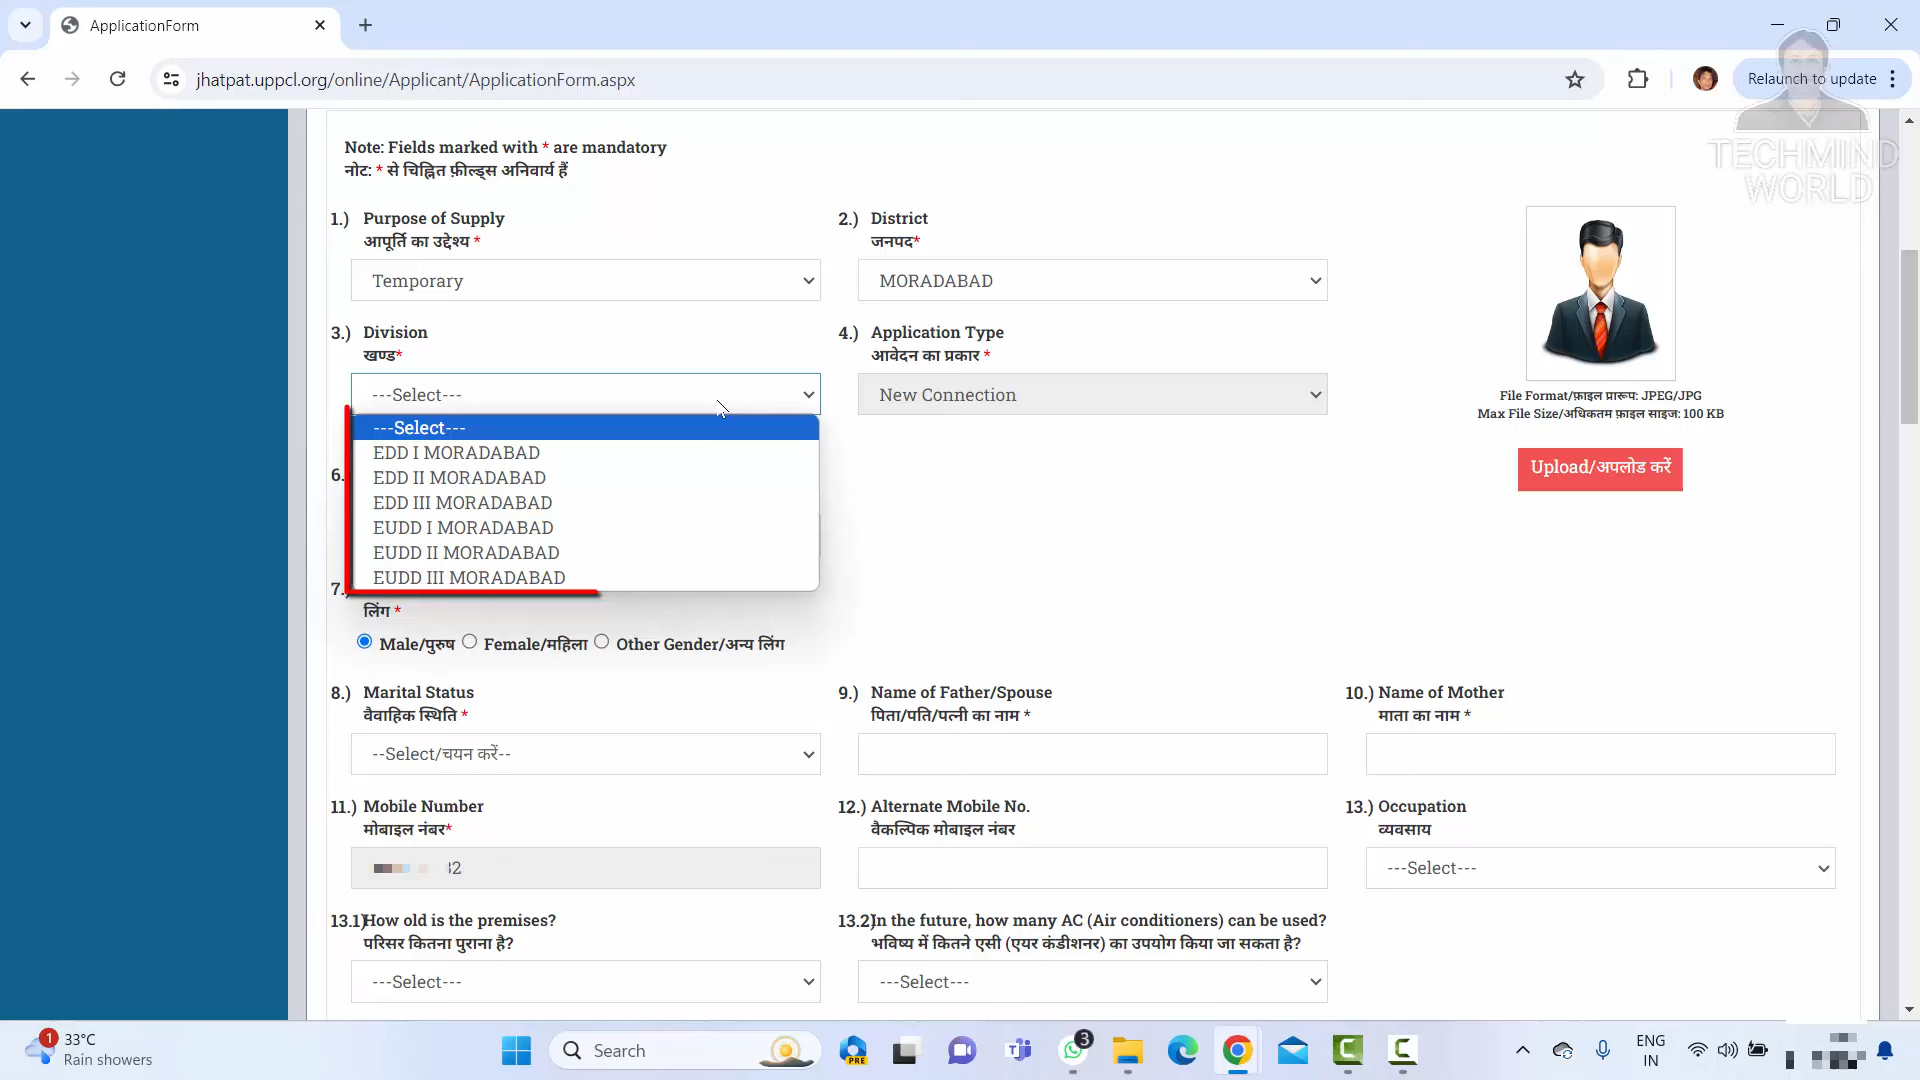 ApplicationForm
jhatpat.uppcl.org/online/Applicant/ApplicationForm.aspx
Relaunch to update
TECHMIND
WORLD
Note: Fields marked with * are mandatory
नोट: * से चिह्नित फ़ील्ड्स अनिवार्य हैं
1.) Purpose of Supply
आपूर्ति का उद्देश्य *
Temporary
2.) District
जनपद*
MORADABAD
3.) Division
खण्ड*
---Select---
4.) Application Type
आवेदन का प्रकार *
New Connection
File Format/फ़ाइल प्रारूप: JPEG/JPG
Max File Size/अधिकतम फ़ाइल साइज: 100 KB
Upload/अपलोड करें
---Select---
EDD I MORADABAD
EDD II MORADABAD
EDD III MORADABAD
EUDD I MORADABAD
EUDD II MORADABAD
EUDD III MORADABAD
6.
7.
लिंग *
Male/पुरुष Female/महिला Other Gender/अन्य लिंग
8.) Marital Status
वैवाहिक स्थिति *
--Select/चयन करें--
9.) Name of Father/Spouse
पिता/पति/पत्नी का नाम *
10.) Name of Mother
माता का नाम *
11.) Mobile Number
मोबाइल नंबर*
32
12.) Alternate Mobile No.
वैकल्पिक मोबाइल नंबर
13.) Occupation
व्यवसाय
---Select---
13.1) How old is the premises?
परिसर कितना पुराना है?
---Select---
13.2) In the future, how many AC (Air conditioners) can be used?
भविष्य में कितने एसी (एयर कंडीशनर) का उपयोग किया जा सकता है?
---Select---
1
33°C
Rain showers
Search
PRE
3
ENG
IN